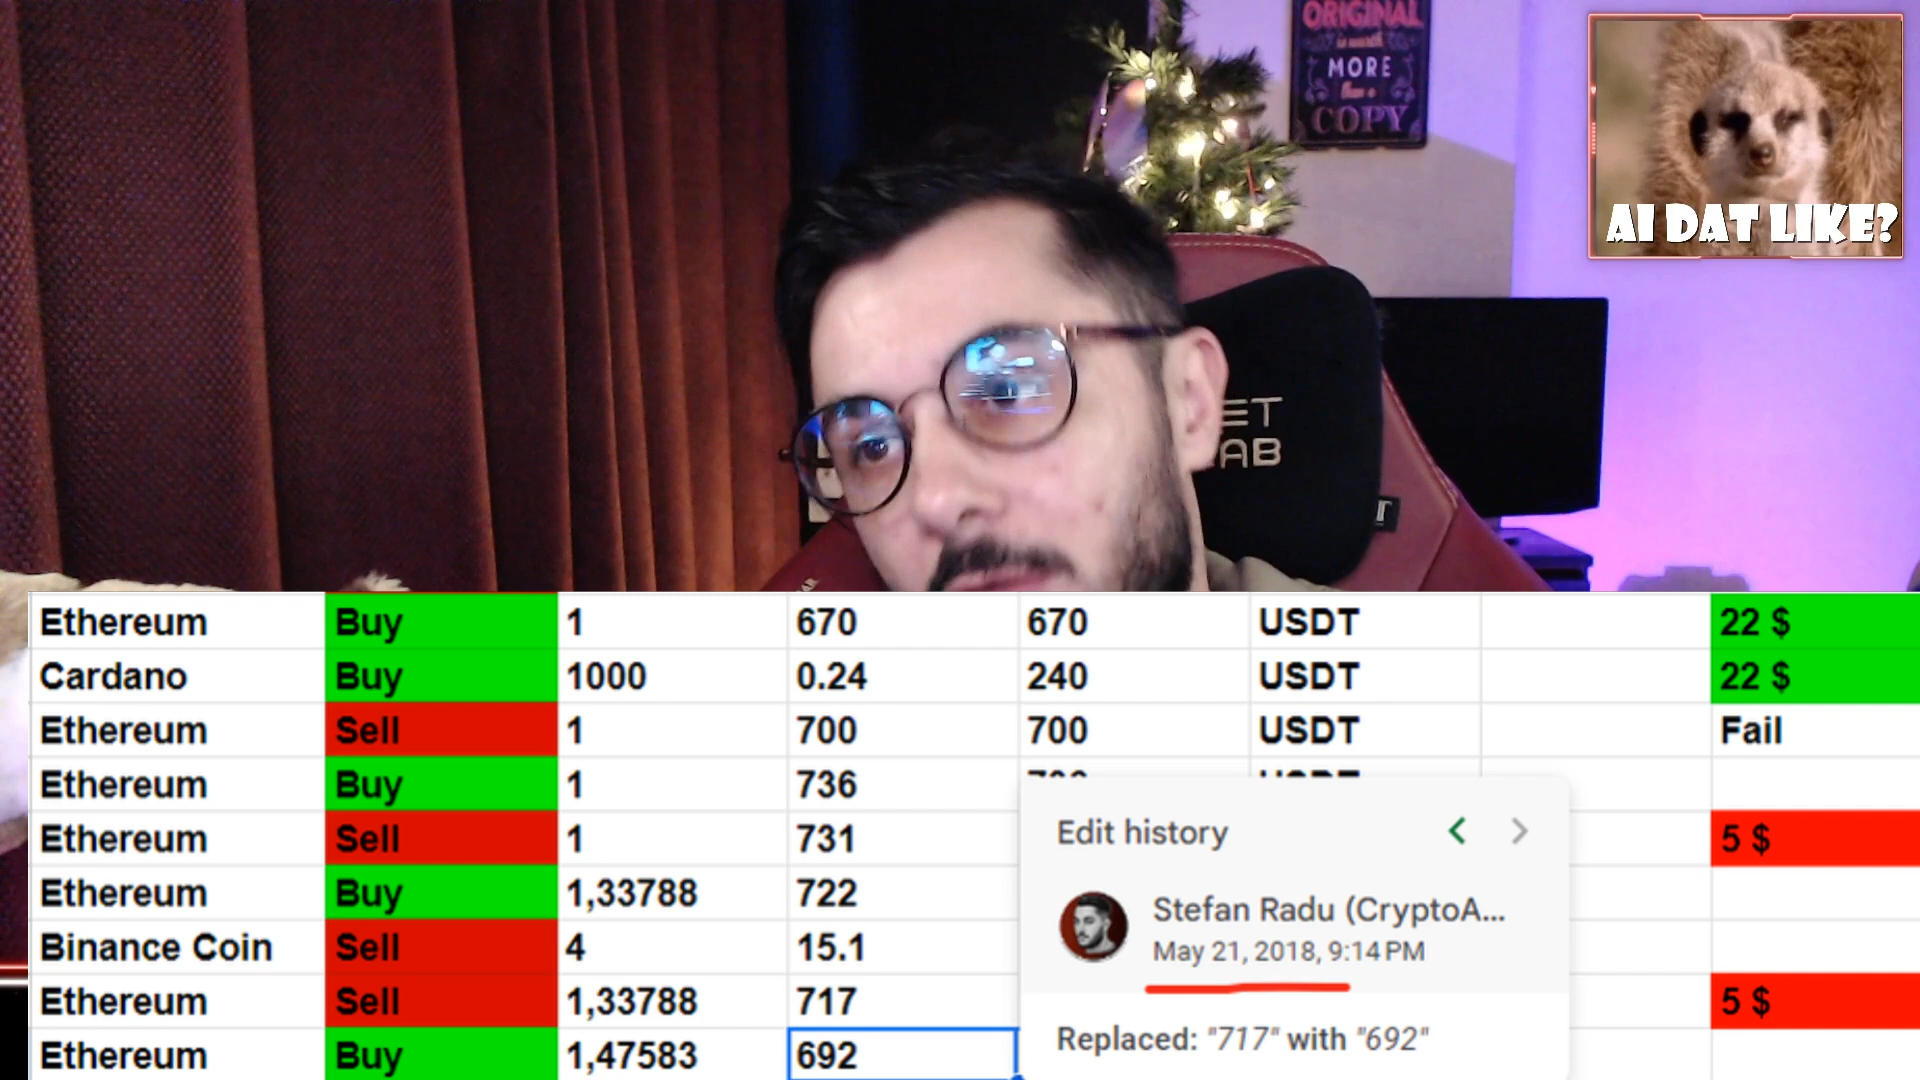 ORIGINAL
is worth
MORE
than a
COPY
AI DAT LIKE?
ET
AB
T
Ethereum Buy 1 670 670 USDT 22 $
Cardano Buy 1000 0.24 240 USDT 22 $
Ethereum Sell 1 700 700 USDT Fail
Ethereum Buy 1 736
Ethereum Sell 1 731 5 $
Ethereum Buy 1,33788 722
Binance Coin Sell 4 15.1
Ethereum Sell 1,33788 717 5 $
Ethereum Buy 1,47583 692
Edit history
Stefan Radu (CryptoA...
May 21, 2018, 9:14 PM
Replaced: "717" with "692"